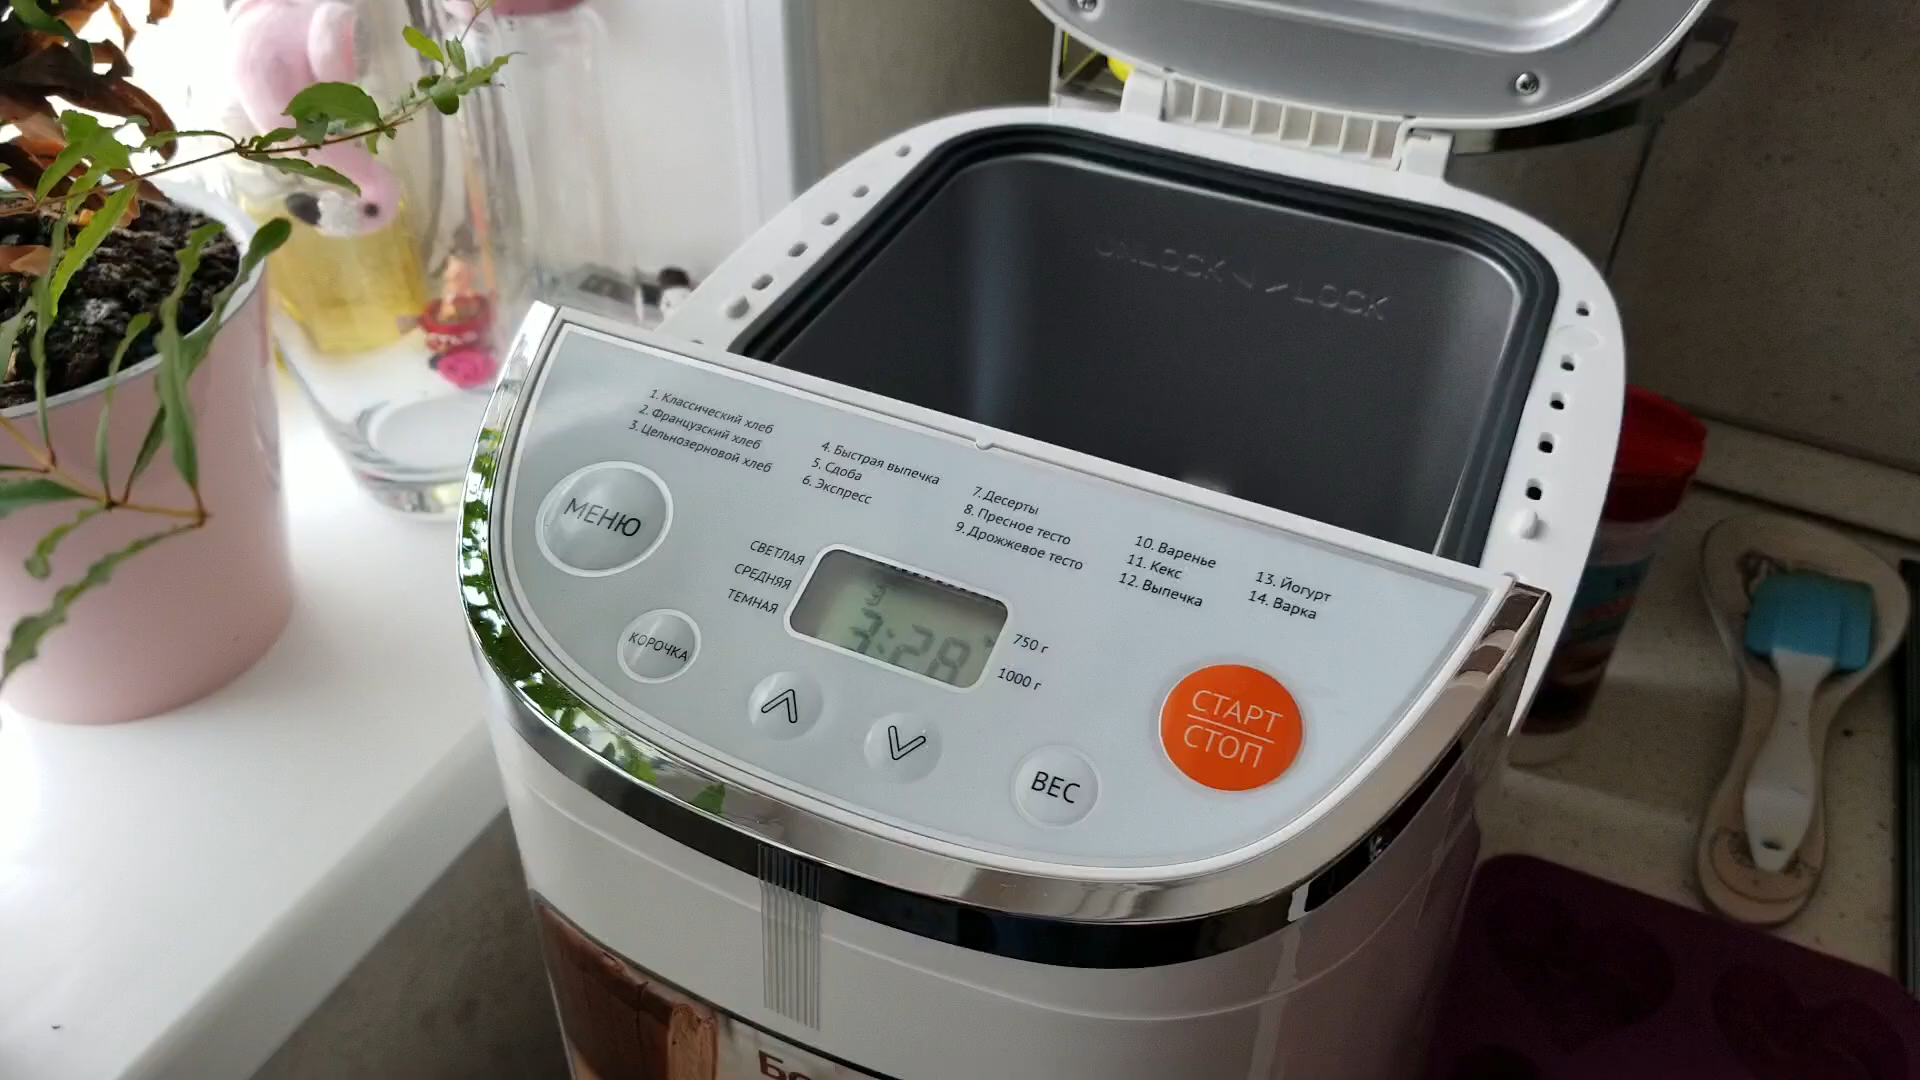 UNLOCK LOCK
1. Классический хлеб
2. Французский хлеб
3. Цельнозерновой хлеб
4. Быстрая выпечка
5. Сдоба
6. Экспресс
7. Десерты
8. Пресное тесто
9. Дрожжевое тесто
10. Варенье
11. Кекс
12. Выпечка
13. Йогурт
14. Варка
МЕНЮ
СВЕТЛАЯ
СРЕДНЯЯ
ТЕМНАЯ
3:28
750 г
1000 г
КОРОЧКА
ВЕС
СТАРТ
СТОП